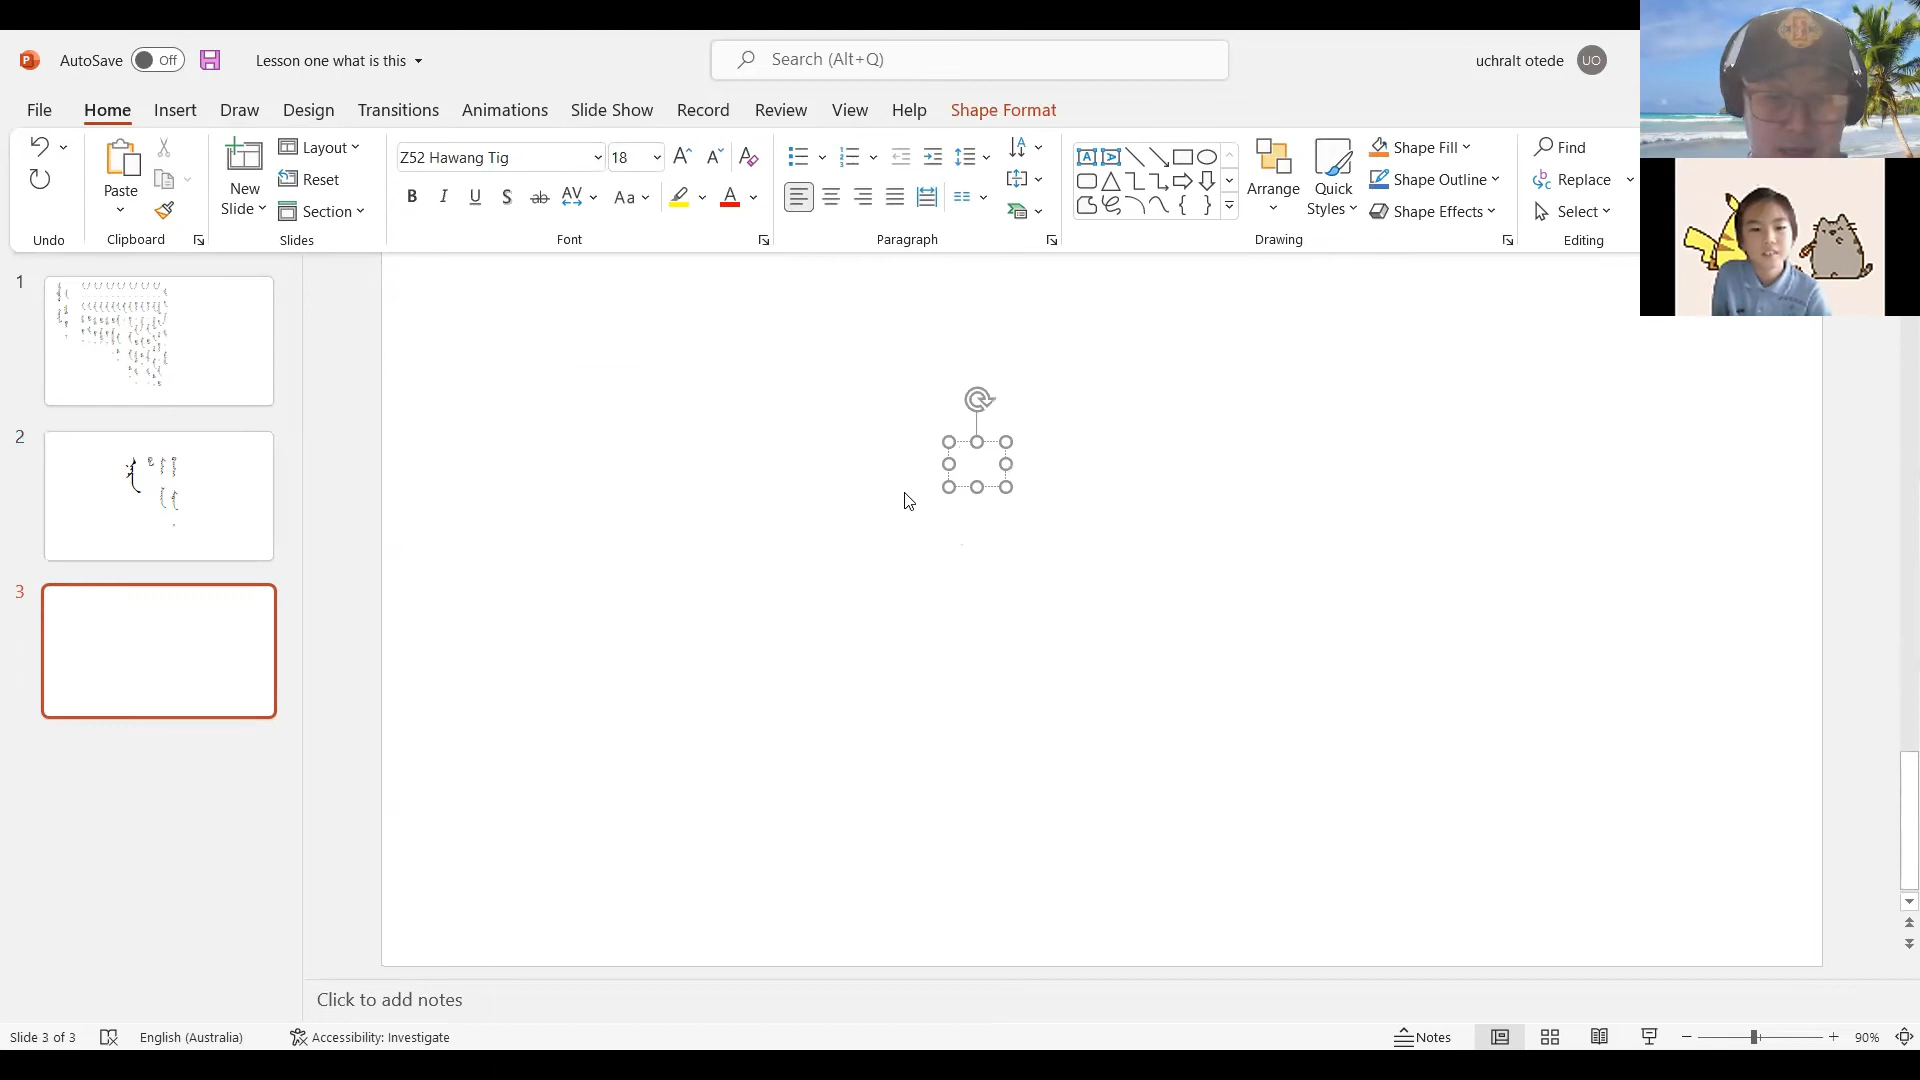 AutoSave Off Lesson one what is this Search (Alt+Q) uchralt otede UO
File Home Insert Draw Design Transitions Animations Slide Show Record Review View Help Shape Format
Paste
New Slide
Layout
Reset
Section
Z52 Hawang Tig 18
B I U S ab AV Aa A
Arrange
Quick Styles
Shape Fill
Shape Outline
Shape Effects
Find
Replace
Select
Undo Clipboard Slides Font Paragraph Drawing Editing
1
2
3
Click to add notes
Slide 3 of 3 English (Australia) Accessibility: Investigate Notes 90%